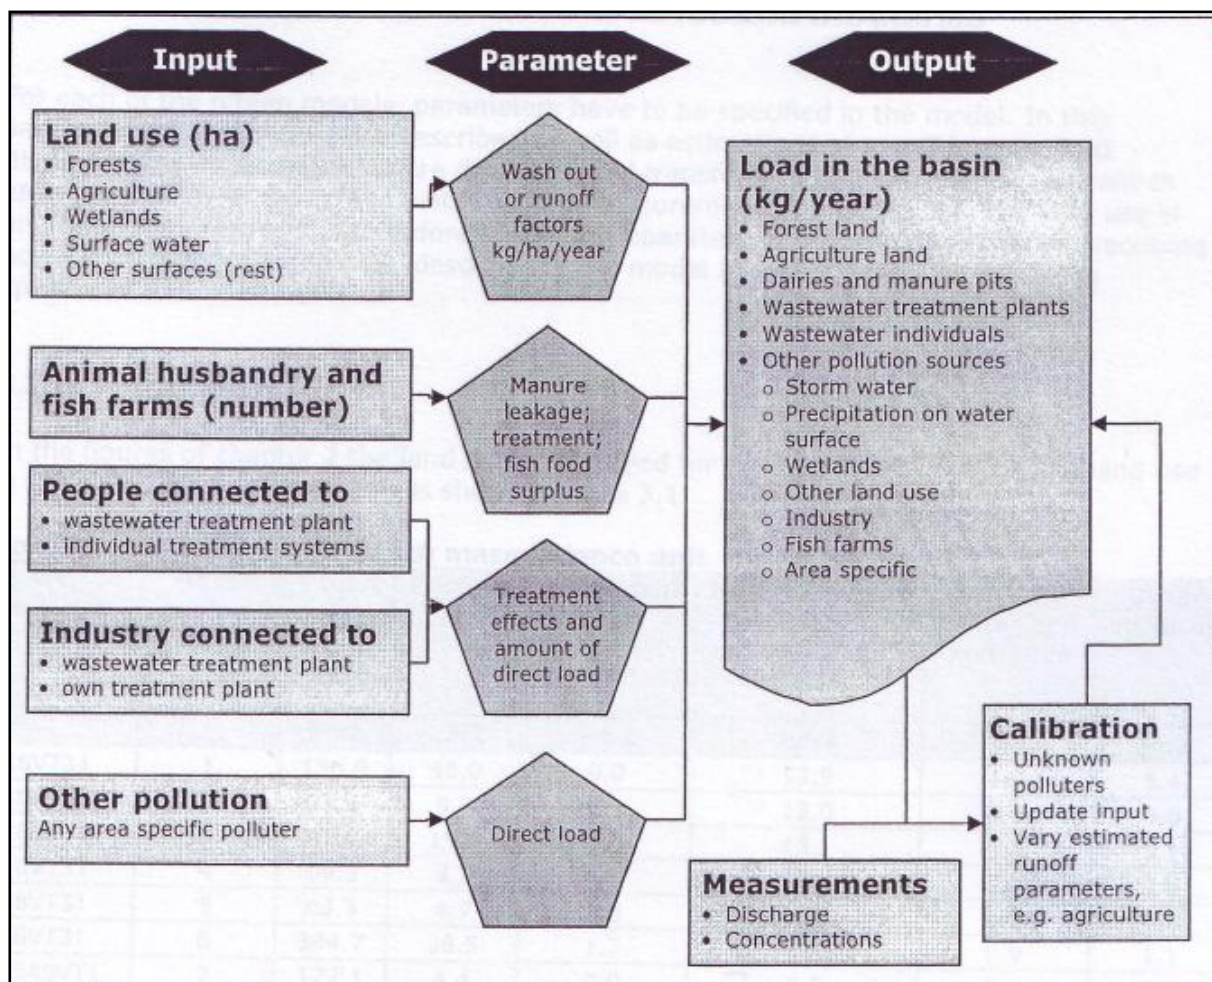 Input
Parameter
Output
Land use (ha)
• Forests
• Agriculture
• Wetlands
• Surface water
• Other surfaces (rest)
Wash out
or runoff
factors
kg/ha/year
Animal husbandry and
fish farms (number)
Manure
leakage;
treatment;
fish food
surplus
People connected to
• wastewater treatment plant
• individual treatment systems
Industry connected to
• wastewater treatment plant
• own treatment plant
Treatment
effects and
amount of
direct load
Other pollution
Any area specific polluter
Direct load
Load in the basin
(kg/year)
• Forest land
• Agriculture land
• Dairies and manure pits
• Wastewater treatment plants
• Wastewater individuals
• Other pollution sources
o Storm water
o Precipitation on water
surface
o Wetlands
o Other land use
o Industry
o Fish farms
o Area specific
Measurements
• Discharge
• Concentrations
Calibration
• Unknown
polluters
• Update input
• Vary estimated
runoff
parameters,
e.g. agriculture